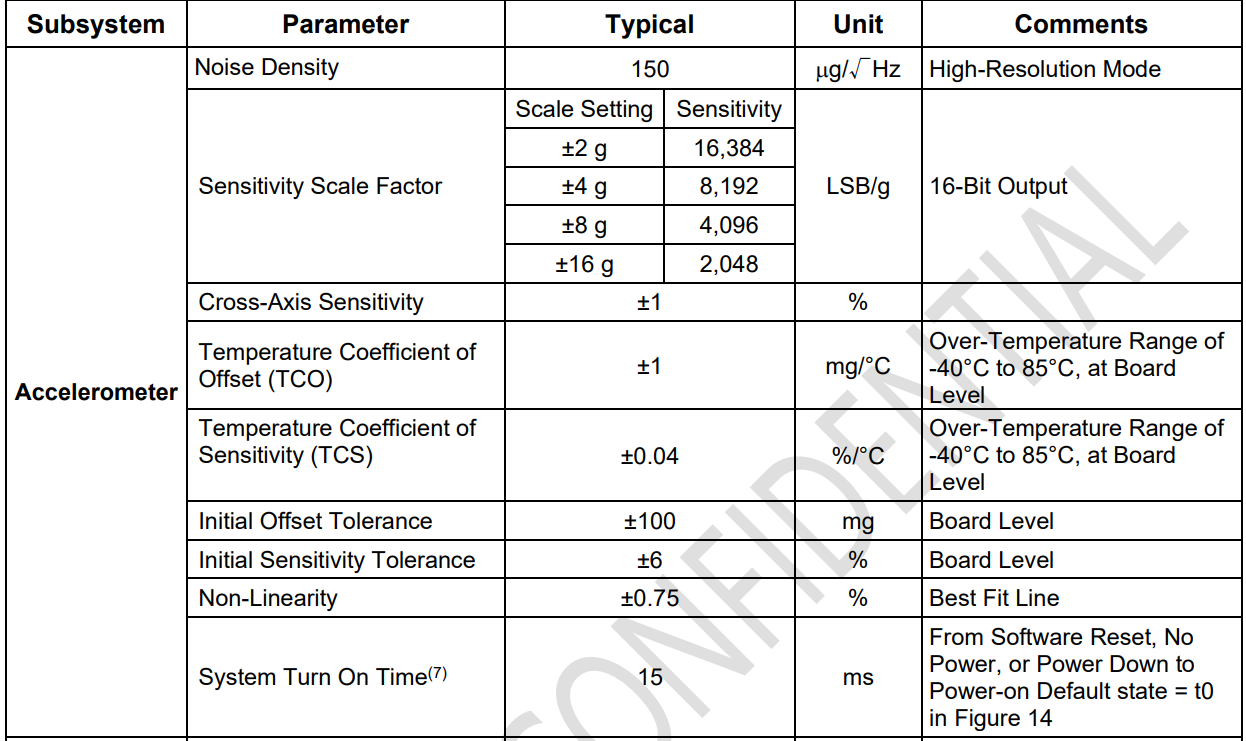 Subsystem Parameter Typical Unit Comments
Accelerometer
Noise Density 150 µg/√Hz High-Resolution Mode
Sensitivity Scale Factor
Scale Setting Sensitivity
±2 g 16,384
±4 g 8,192
±8 g 4,096
±16 g 2,048
LSB/g 16-Bit Output
Cross-Axis Sensitivity ±1 %
Temperature Coefficient of
Offset (TCO)
±1 mg/°C
Over-Temperature Range of
-40°C to 85°C, at Board
Level
Temperature Coefficient of
Sensitivity (TCS)
±0.04 %/°C
Over-Temperature Range of
-40°C to 85°C, at Board
Level
Initial Offset Tolerance ±100 mg Board Level
Initial Sensitivity Tolerance ±6 % Board Level
Non-Linearity ±0.75 % Best Fit Line
System Turn On Time(7) 15 ms
From Software Reset, No
Power, or Power Down to
Power-on Default state = t0
in Figure 14
CONFIDENTIAL